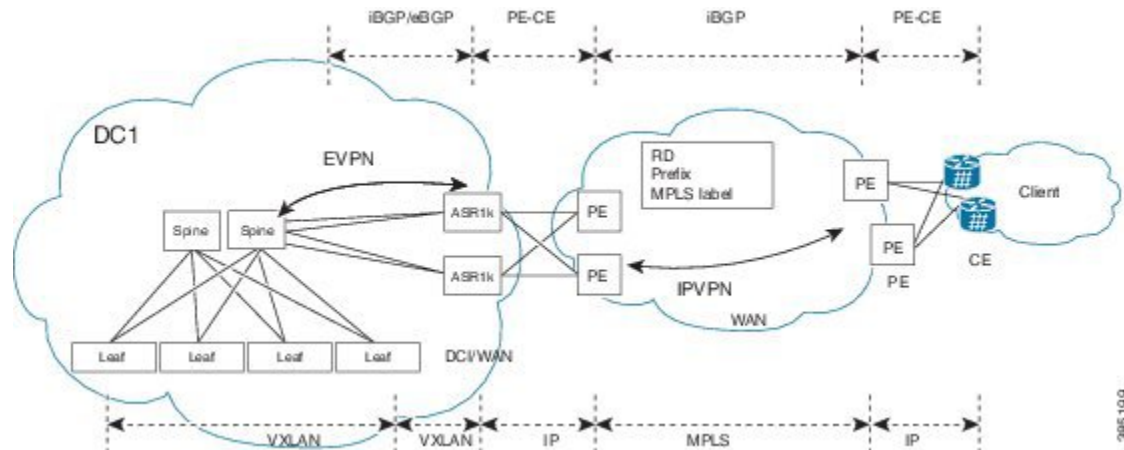 iBGP/eBGP PE-CE iBGP PE-CE
DC1
EVPN
RD
Prefix
MPLS label
PE
Client
ASR1k
PE
Spine
Spine
PE
ASR1k
PE
IPVPN
PE
CE
WAN
Leaf
Leaf
Leaf
Leaf
DCI/WAN
VXLAN VXLAN IP MPLS IP